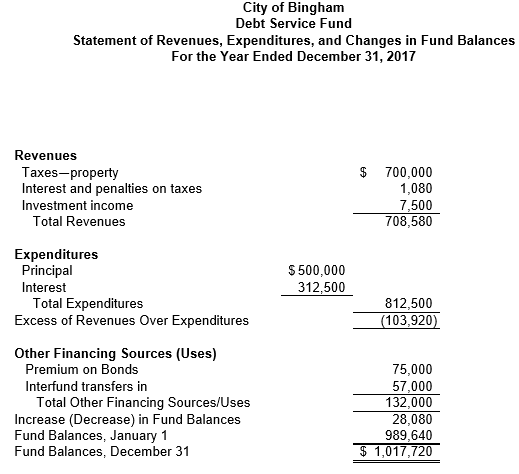 City of Bingham
Debt Service Fund
Statement of Revenues, Expenditures, and Changes in Fund Balances
For the Year Ended December 31, 2017
Revenues
Taxes—property $ 700,000
Interest and penalties on taxes 1,080
Investment income 7,500
Total Revenues 708,580
Expenditures
Principal $500,000
Interest 312,500
Total Expenditures 812,500
Excess of Revenues Over Expenditures (103,920)
Other Financing Sources (Uses)
Premium on Bonds 75,000
Interfund transfers in 57,000
Total Other Financing Sources/Uses 132,000
Increase (Decrease) in Fund Balances 28,080
Fund Balances, January 1 989,640
Fund Balances, December 31 $ 1,017,720